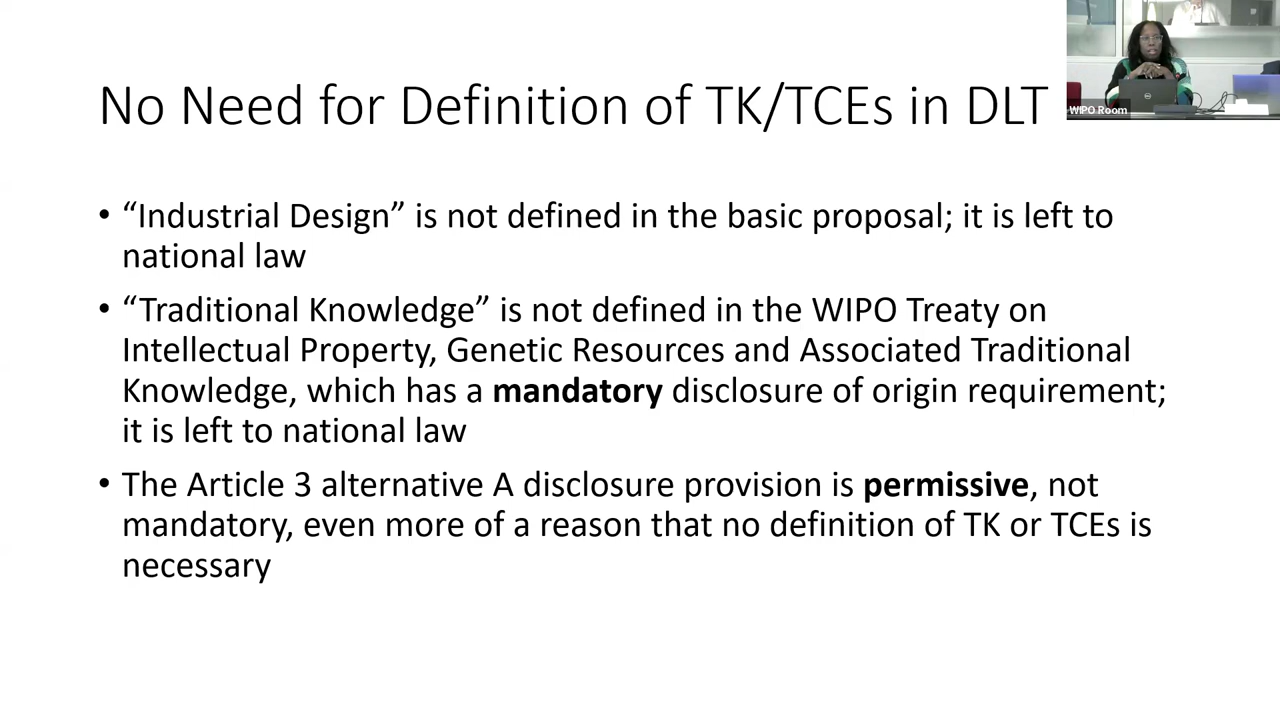 No Need for Definition of TK/TCEs in DLT
WIPO Room
• “Industrial Design” is not defined in the basic proposal; it is left to
national law
• “Traditional Knowledge” is not defined in the WIPO Treaty on
Intellectual Property, Genetic Resources and Associated Traditional
Knowledge, which has a mandatory disclosure of origin requirement;
it is left to national law
• The Article 3 alternative A disclosure provision is permissive, not
mandatory, even more of a reason that no definition of TK or TCEs is
necessary